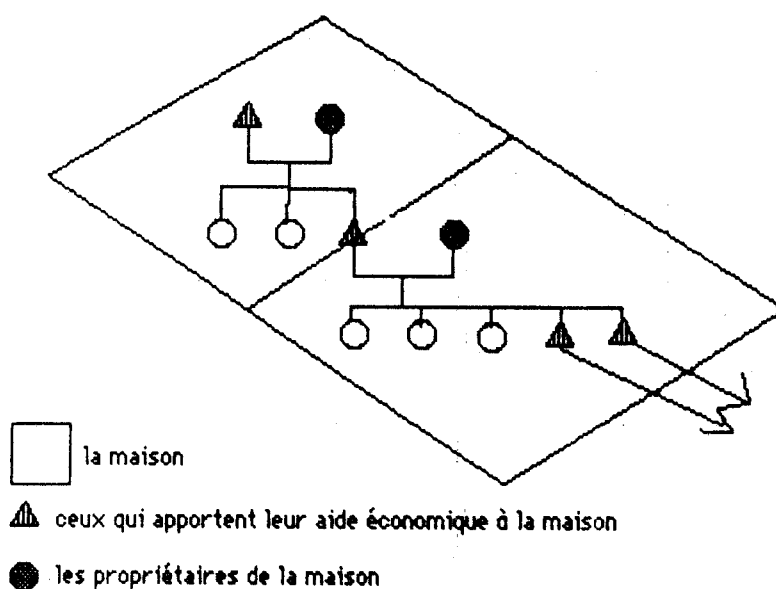 la maison
ceux qui apportent leur aide économique à la maison
les propriétaires de la maison